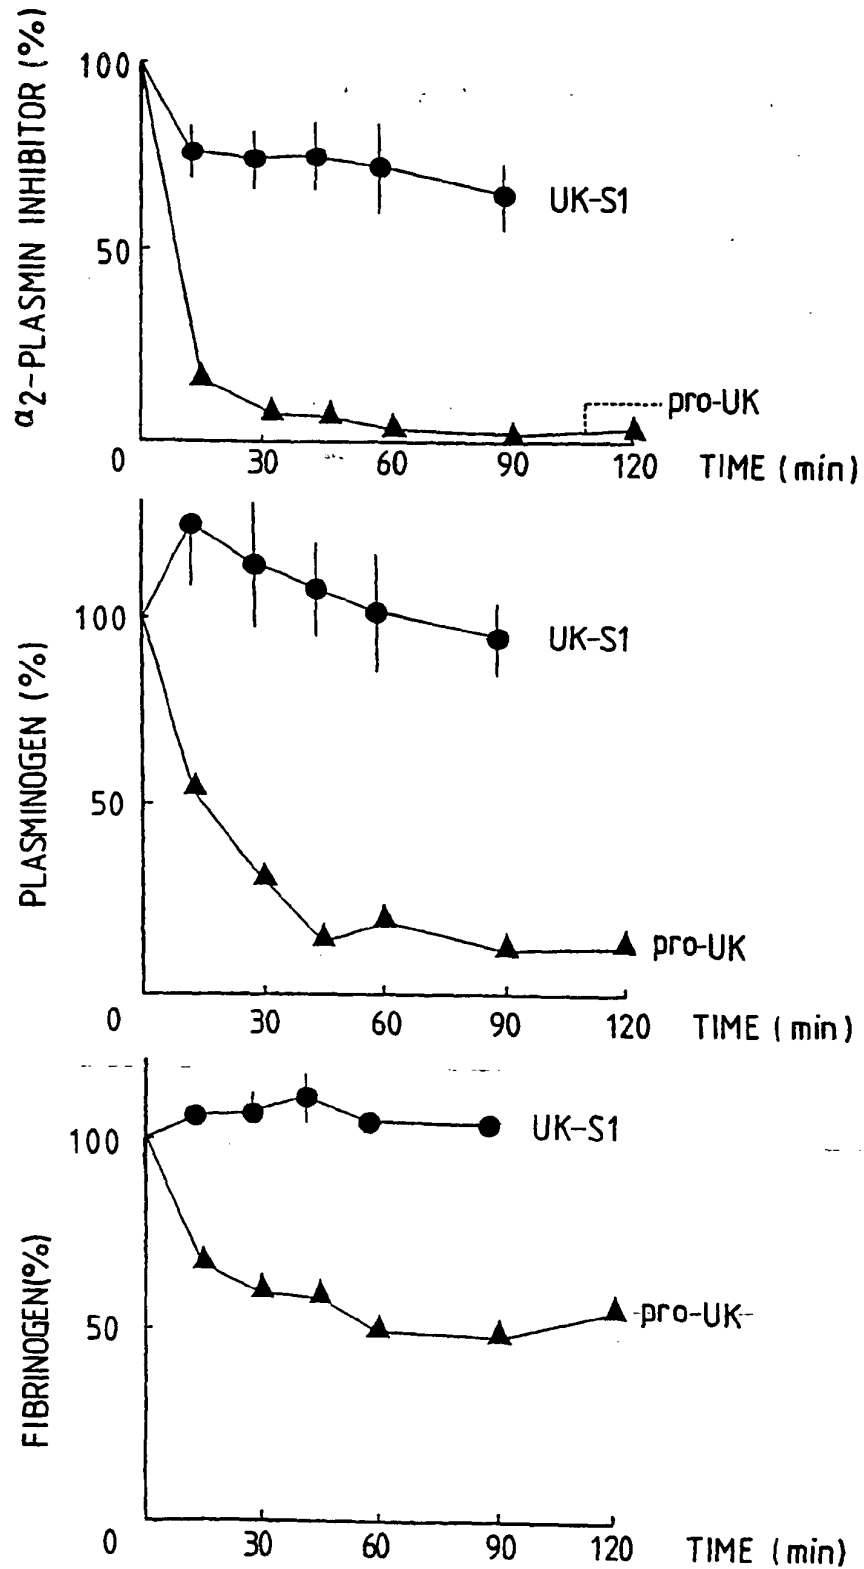 α2-PLASMIN INHIBITOR (%)
100
50
UK-S1
pro-UK
0 30 60 90 120 TIME (min)
PLASMINOGEN (%)
100
50
UK-S1
pro-UK
0 30 60 90 120 TIME (min)
FIBRINOGEN(%)
100
50
UK-S1
pro-UK
0 30 60 90 120 TIME (min)